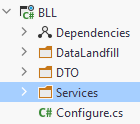 BLL
Dependencies
DataLandfill
DTO
Services
C# Configure.cs